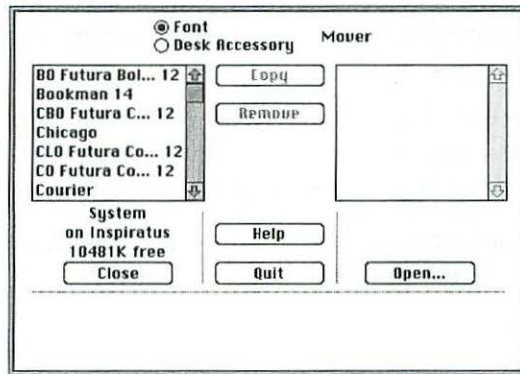 Font
Desk Accessory
Mover
BO Futura Bol... 12
Bookman 14
CBO Futura C... 12
Chicago
CLO Futura Co... 12
CO Futura Co... 12
Courier
Copy
Remove
System
on Inspiratus
10481K free
Close
Help
Quit
Open...